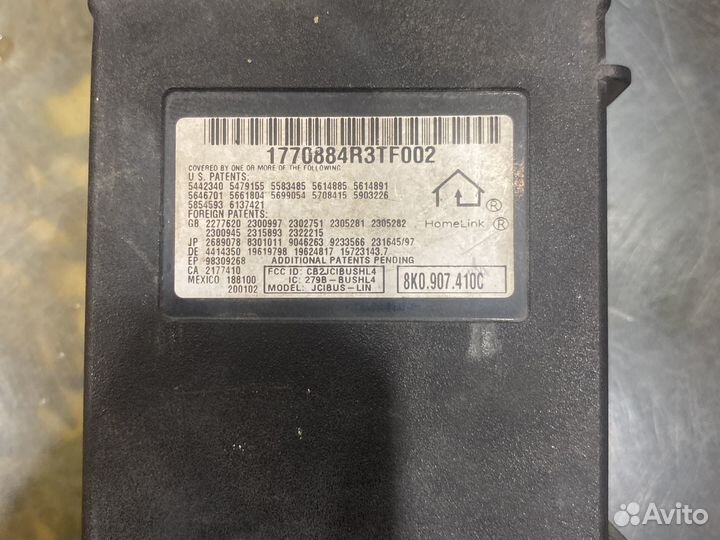 1770884R3TF002
COVERED BY ONE OR MORE OF THE FOLLOWING
U.S. PATENTS:
5442340 5479155 5583485 5614885 5614891
5646701 5661804 5699054 5708415 5903226
5854593 6137421
FOREIGN PATENTS:
GB 2277620 2300997 2302751 2305281 2305282
2300945 2315893 2322215
JP 2689078 8301011 9046263 9233566 231645/97
DE 4414350 19619798 19624817 19723143.7
EP 98309268 ADDITIONAL PATENTS PENDING
CA 2177410
MEXICO 188100
200102
FCC ID: CB2JCIBUSHL4
IC: 279B-BUSHL4
MODEL: JCIBUS-LIN
®
HomeLink ®
8K0.907.410C
Avito